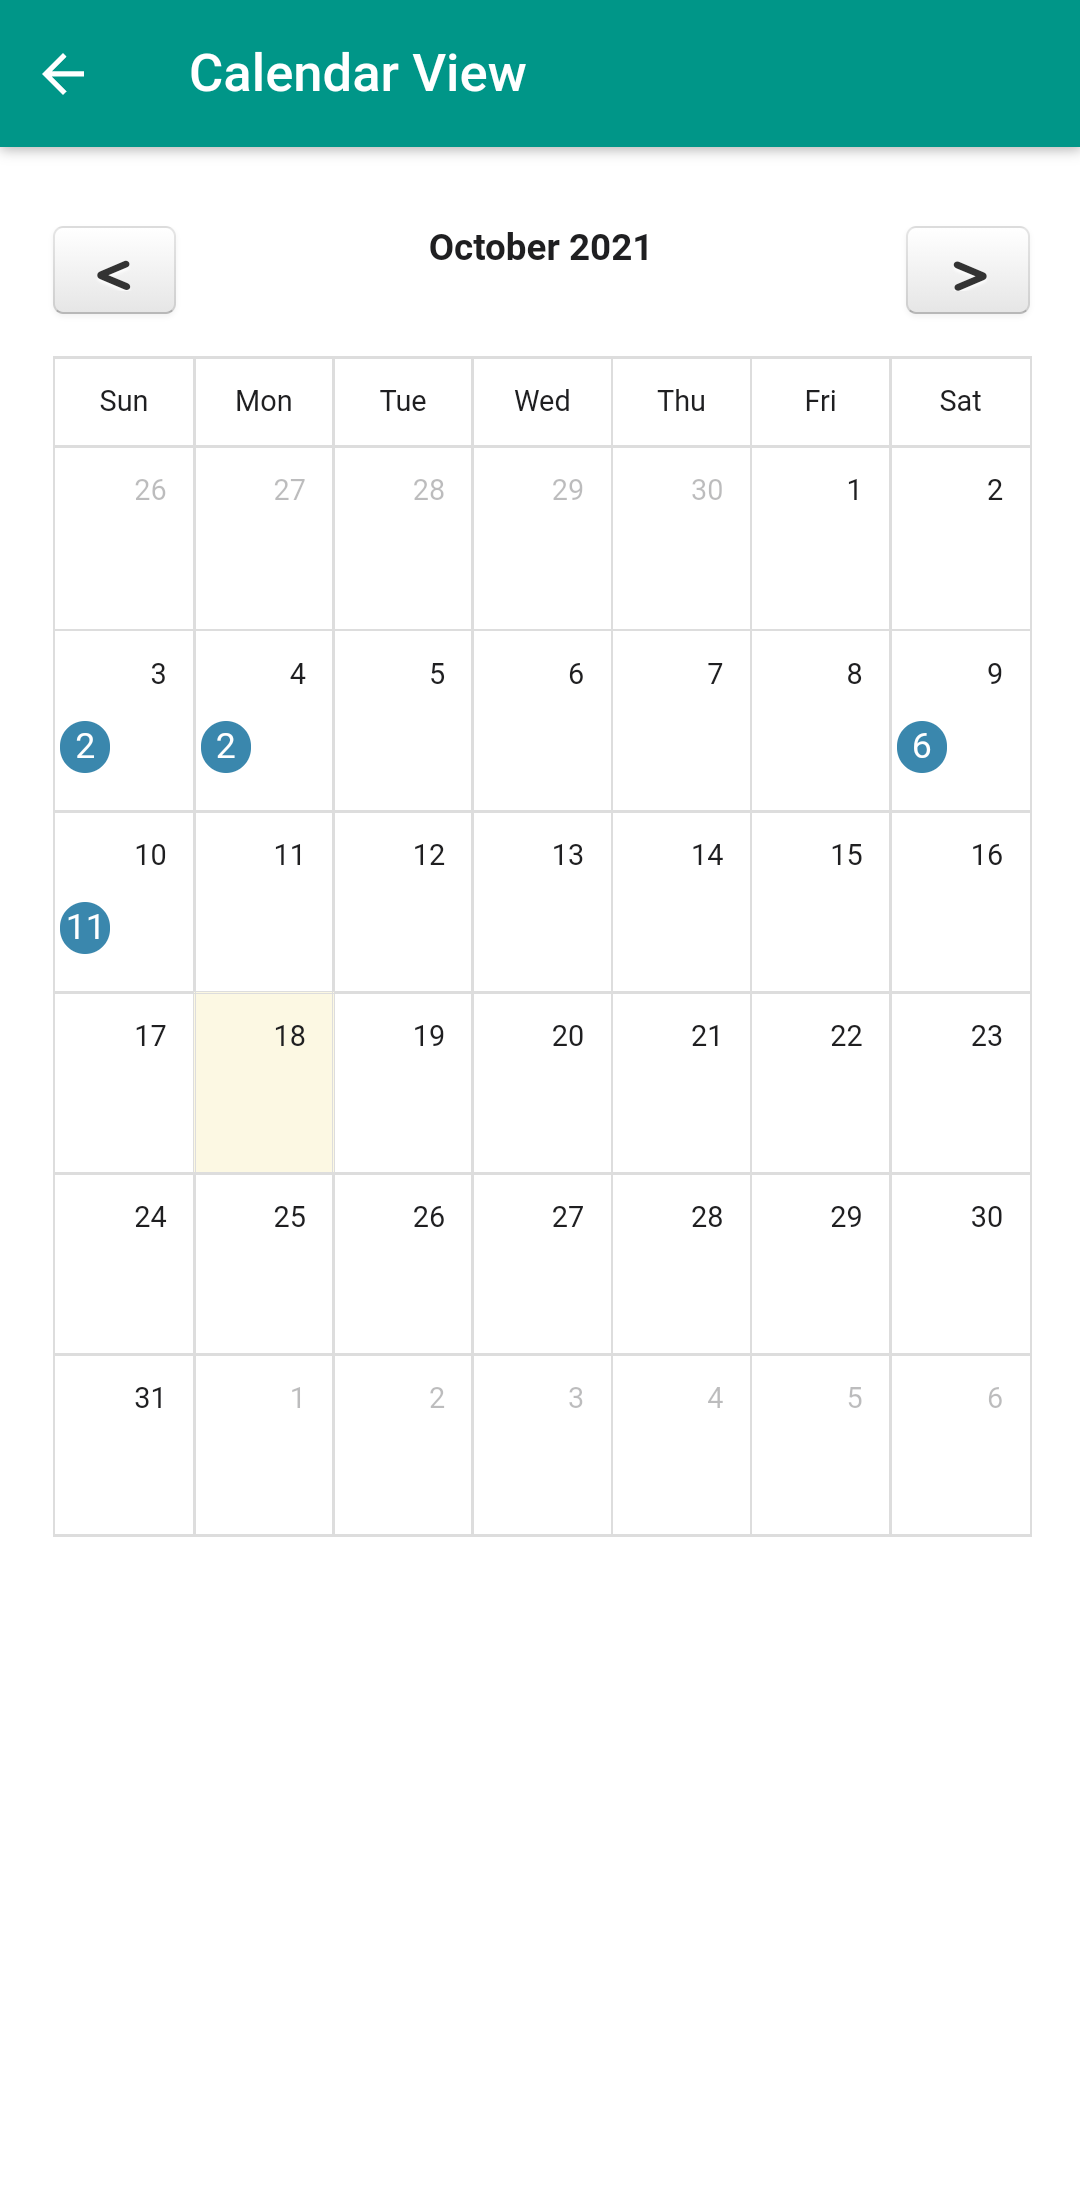 Calendar View
< October 2021 >
Sun Mon Tue Wed Thu Fri Sat
26 27 28 29 30 1 2
3 4 5 6 7 8 9
2 2 6
10 11 12 13 14 15 16
11
17 18 19 20 21 22 23
24 25 26 27 28 29 30
31 1 2 3 4 5 6